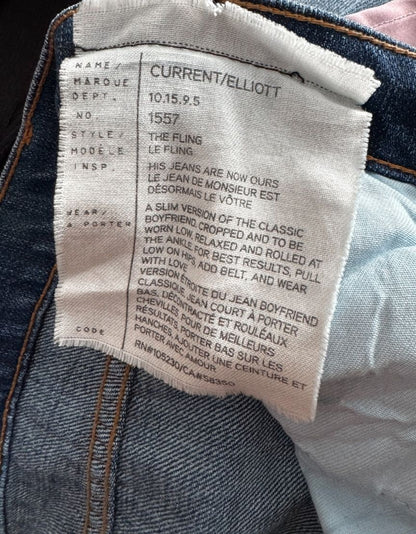 NAME/ CURRENT/ELLIOTT
MARQUE
DEPT. 10.15.9.5
NO. 1557
STYLE/ THE FLING
MODÈLE LE FLING
INSP. HIS JEANS ARE NOW OURS
LE JEAN DE MONSIEUR EST
DÉSORMAIS LE VÔTRE
WEAR/ A SLIM VERSION OF THE CLASSIC
À PORTER BOYFRIEND, CROPPED AND TO BE
WORN LOW, RELAXED AND ROLLED AT
THE ANKLE. FOR BEST RESULTS, PULL
LOW ON HIPS, ADD BELT, AND WEAR
WITH LOVE
VERSION ÉTROITE DU JEAN BOYFRIEND
CLASSIQUE, JEAN COURT À PORTER
BAS, DÉCONTRACTÉ ET ROULÉ AUX
CHEVILLES. POUR DE MEILLEURS
RÉSULTATS, PORTER BAS SUR LES
HANCHES, AJOUTER UNE CEINTURE ET
PORTER AVEC AMOUR
CODE RN#105230/CA#58350